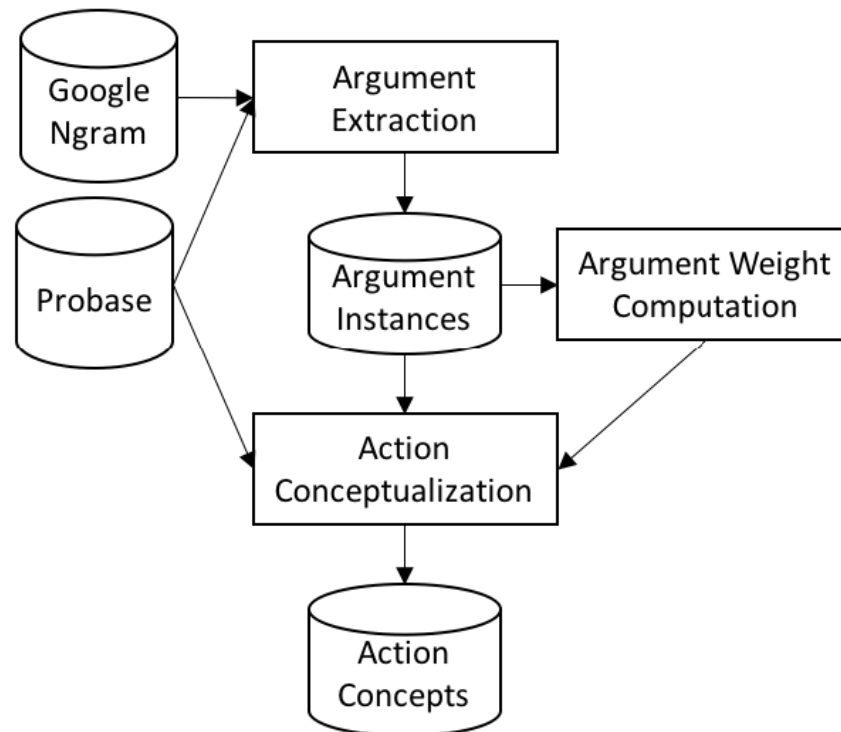 Google
Ngram
Argument
Extraction
Probase
Argument
Instances
Argument Weight
Computation
Action
Conceptualization
Action
Concepts